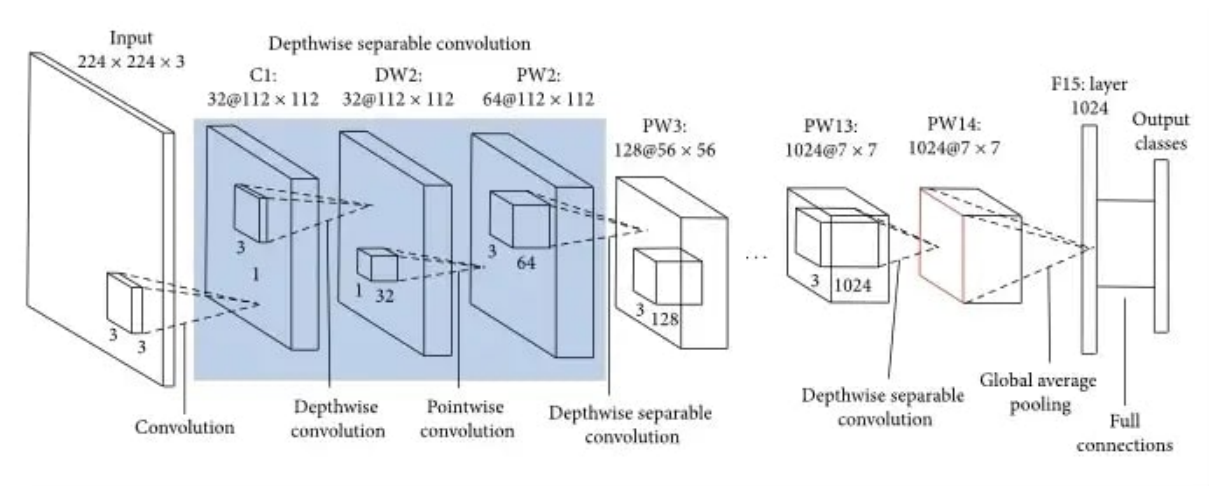 Input
224 × 224 × 3
Depthwise separable convolution
C1:
32@112 × 112
DW2:
32@112 × 112
PW2:
64@112 × 112
PW3:
128@56 × 56
PW13:
1024@7 × 7
PW14:
1024@7 × 7
F15: layer
1024
Output
classes
3
3
3
1
1
32
3
64
3
128
...
3
1024
Convolution
Depthwise
convolution
Pointwise
convolution
Depthwise separable
convolution
Depthwise separable
convolution
Global average
pooling
Full
connections